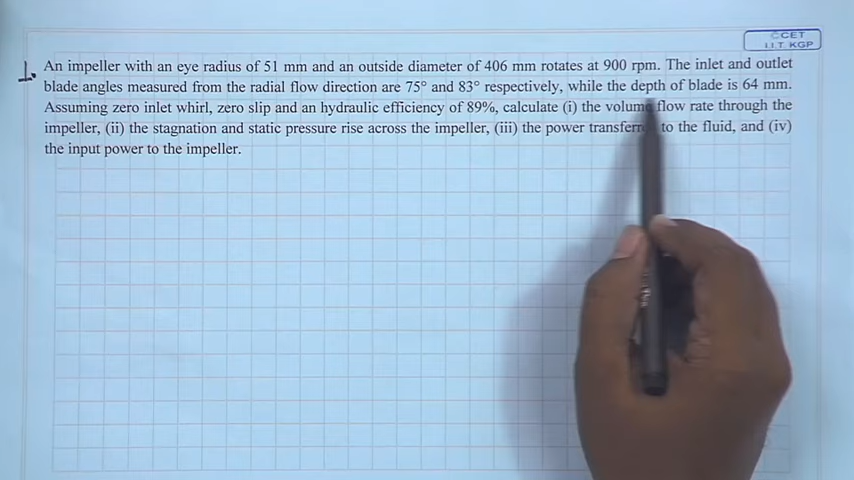 CCET
I.I.T. KGP
1. An impeller with an eye radius of 51 mm and an outside diameter of 406 mm rotates at 900 rpm. The inlet and outlet
blade angles measured from the radial flow direction are 75° and 83° respectively, while the depth of blade is 64 mm.
Assuming zero inlet whirl, zero slip and an hydraulic efficiency of 89%, calculate (i) the volume flow rate through the
impeller, (ii) the stagnation and static pressure rise across the impeller, (iii) the power transferr to the fluid, and (iv)
the input power to the impeller.